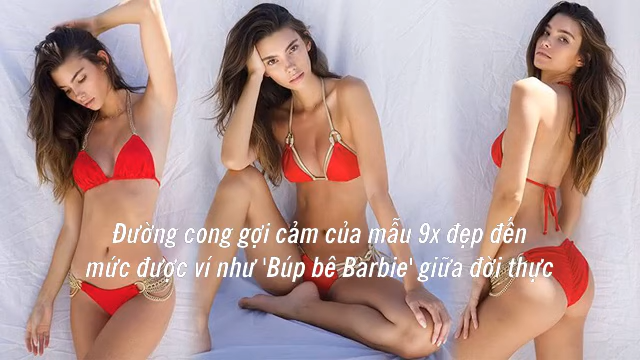 Đường cong gợi cảm của mẫu 9x đẹp đến
mức được ví như 'Búp bê Barbie' giữa đời thực